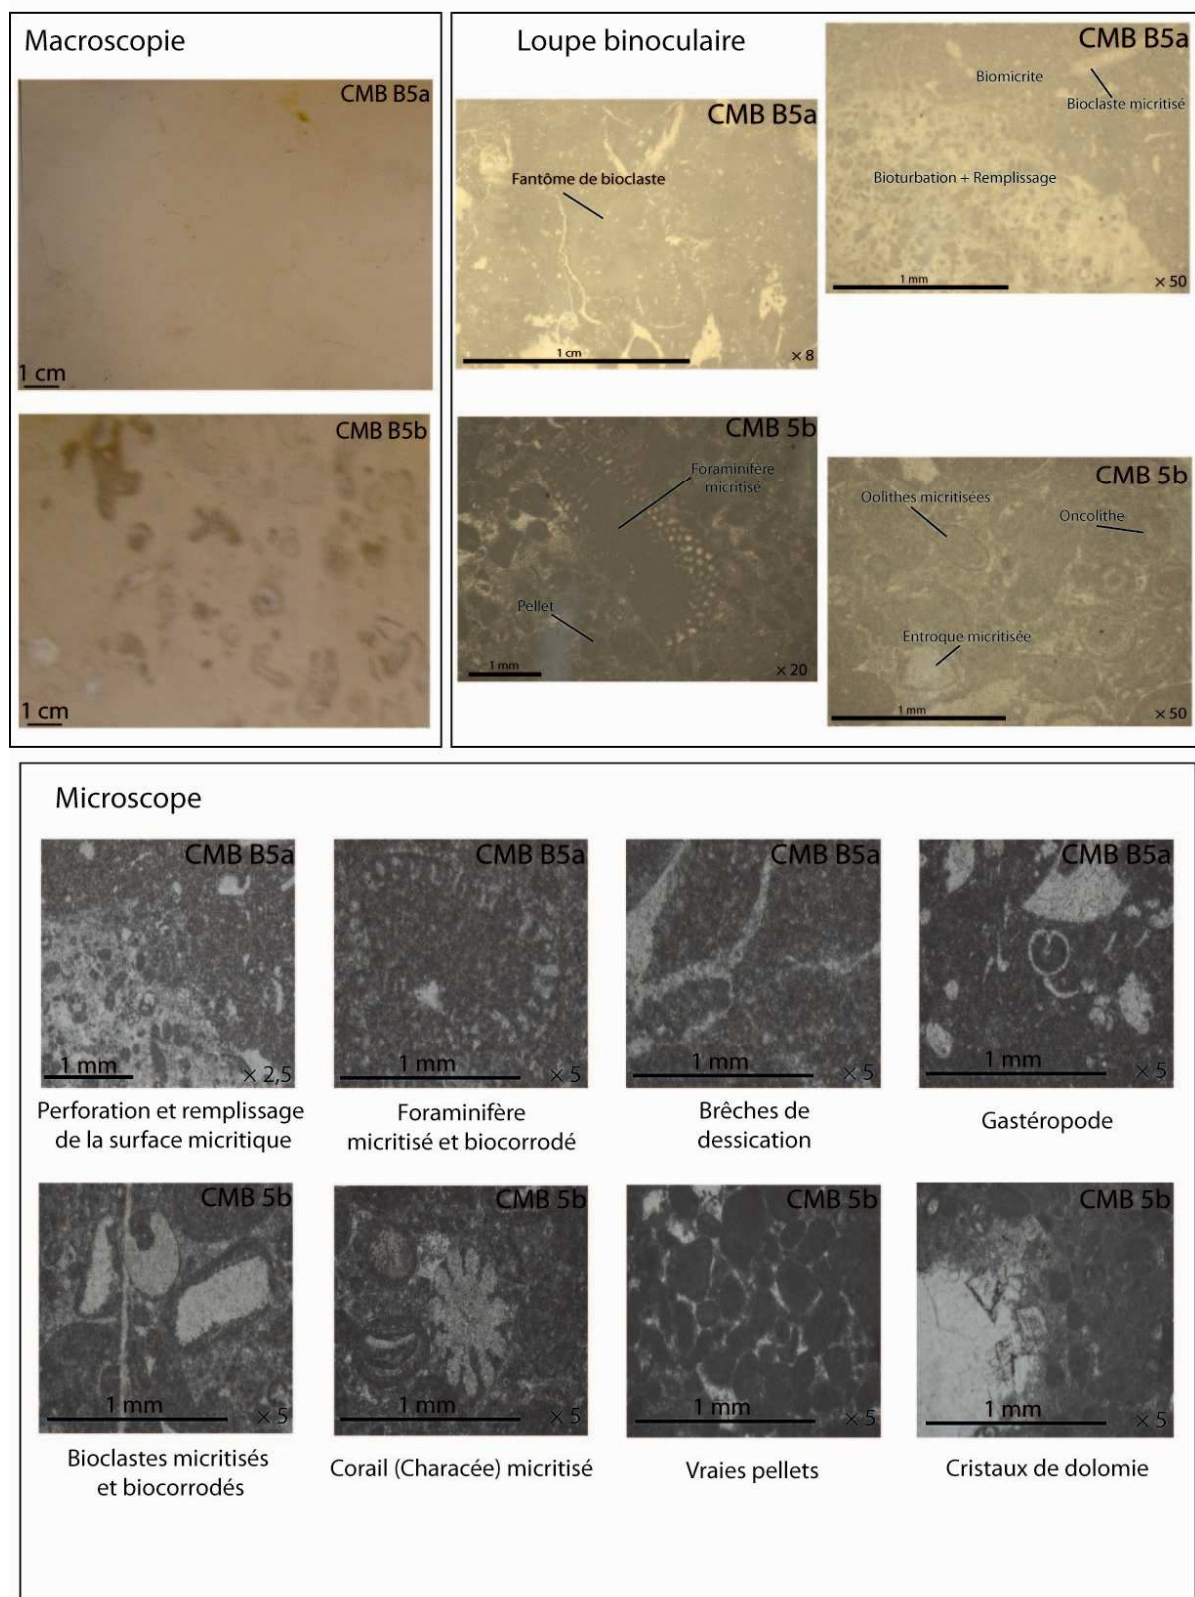 Macroscopie
CMB B5a
1 cm
CMB B5b
1 cm
Loupe binoculaire
CMB B5a
Fantôme de bioclaste
1 cm
× 8
CMB B5a
Biomicrite
Bioclaste micritisé
Bioturbation + Remplissage
1 mm
× 50
CMB 5b
Foraminifère
micritisé
Pellet
1 mm
× 20
CMB 5b
Oolithes micritisées
Oncolithe
Entroque micritisée
1 mm
× 50
Microscope
CMB B5a
1 mm
× 2,5
Perforation et remplissage
de la surface micritique
CMB B5a
1 mm
× 5
Foraminifère
micritisé et biocorrodé
CMB B5a
1 mm
× 5
Brêches de
dessication
CMB B5a
1 mm
× 5
Gastéropode
CMB 5b
1 mm
× 5
Bioclastes micritisés
et biocorrodés
CMB 5b
1 mm
× 5
Corail (Characée) micritisé
CMB 5b
1 mm
× 5
Vraies pellets
CMB 5b
1 mm
× 5
Cristaux de dolomie